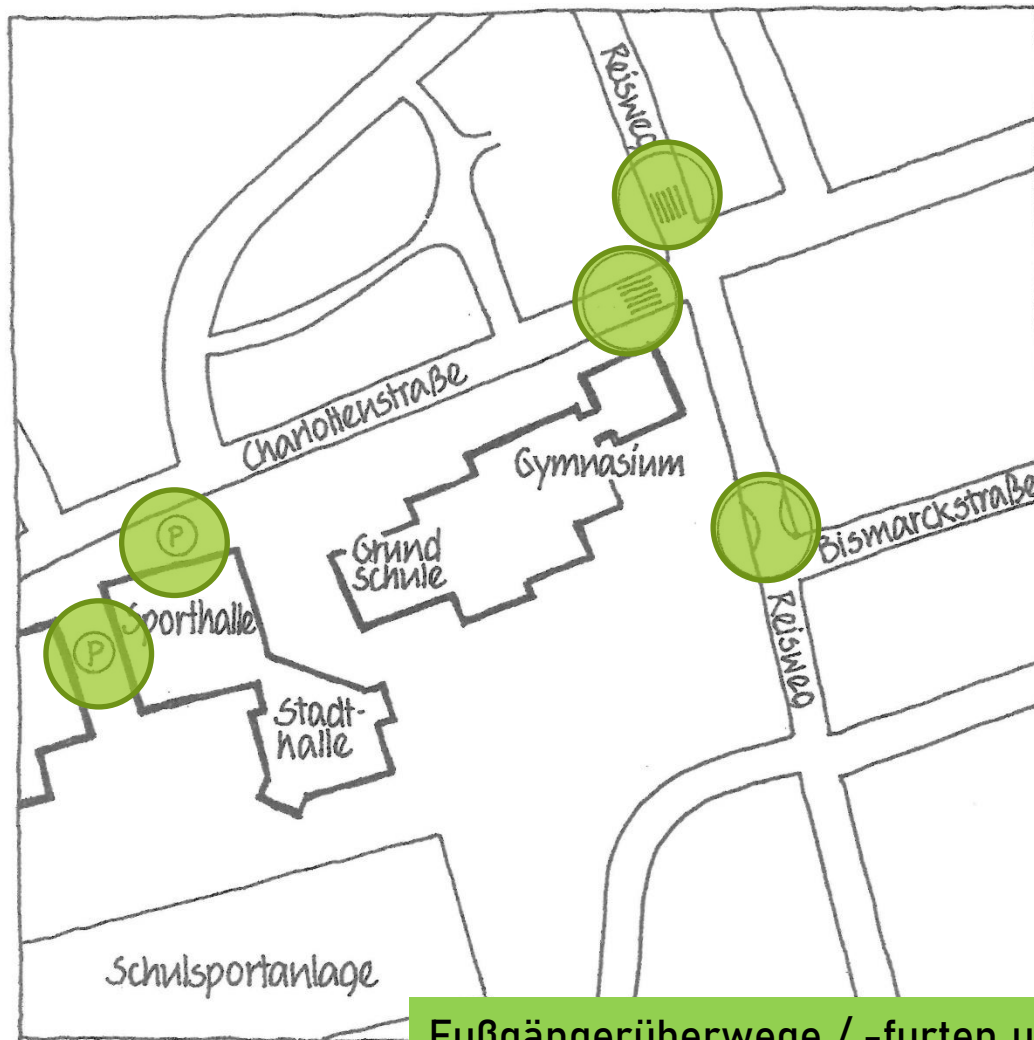 Reisweg
Charlottenstraße
Gymnasium
Grund
schule
Bismarckstraße
P
Sporthalle
P
Reisweg
Stadt-
halle
Schulsportanlage
Fußgängerüberwege / -furten u